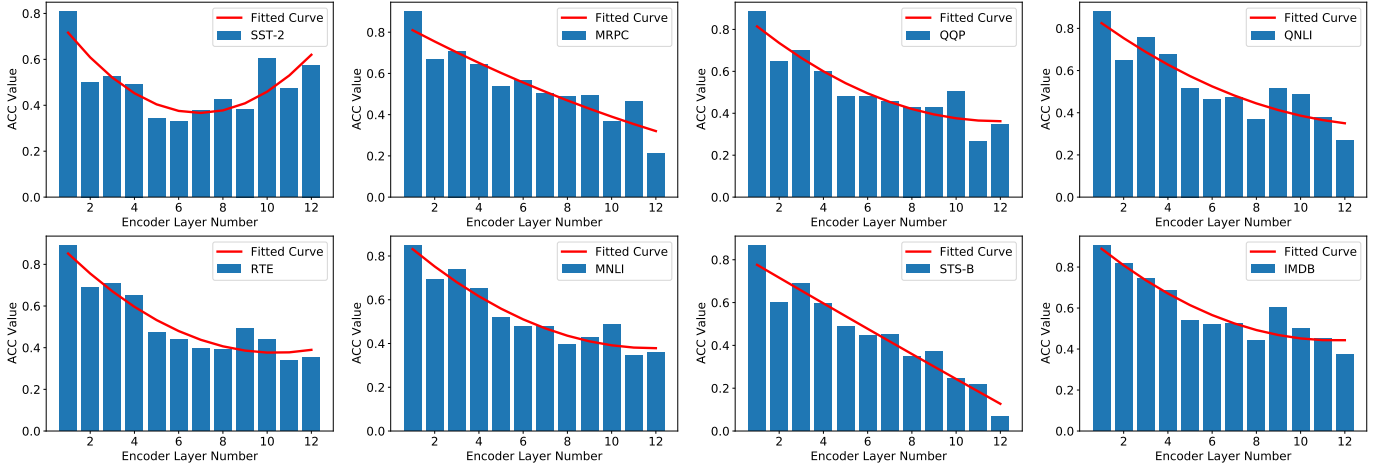 0.8
0.6
0.4
0.2
0.0
ACC Value
Fitted Curve
SST-2
2 4 6 8 10 12
Encoder Layer Number
0.8
0.6
0.4
0.2
0.0
ACC Value
Fitted Curve
MRPC
2 4 6 8 10 12
Encoder Layer Number
0.8
0.6
0.4
0.2
0.0
ACC Value
Fitted Curve
QQP
2 4 6 8 10 12
Encoder Layer Number
0.8
0.6
0.4
0.2
0.0
ACC Value
Fitted Curve
QNLI
2 4 6 8 10 12
Encoder Layer Number
0.8
0.6
0.4
0.2
0.0
ACC Value
Fitted Curve
RTE
2 4 6 8 10 12
Encoder Layer Number
0.8
0.6
0.4
0.2
0.0
ACC Value
Fitted Curve
MNLI
2 4 6 8 10 12
Encoder Layer Number
0.8
0.6
0.4
0.2
0.0
ACC Value
Fitted Curve
STS-B
2 4 6 8 10 12
Encoder Layer Number
0.8
0.6
0.4
0.2
0.0
ACC Value
Fitted Curve
IMDB
2 4 6 8 10 12
Encoder Layer Number